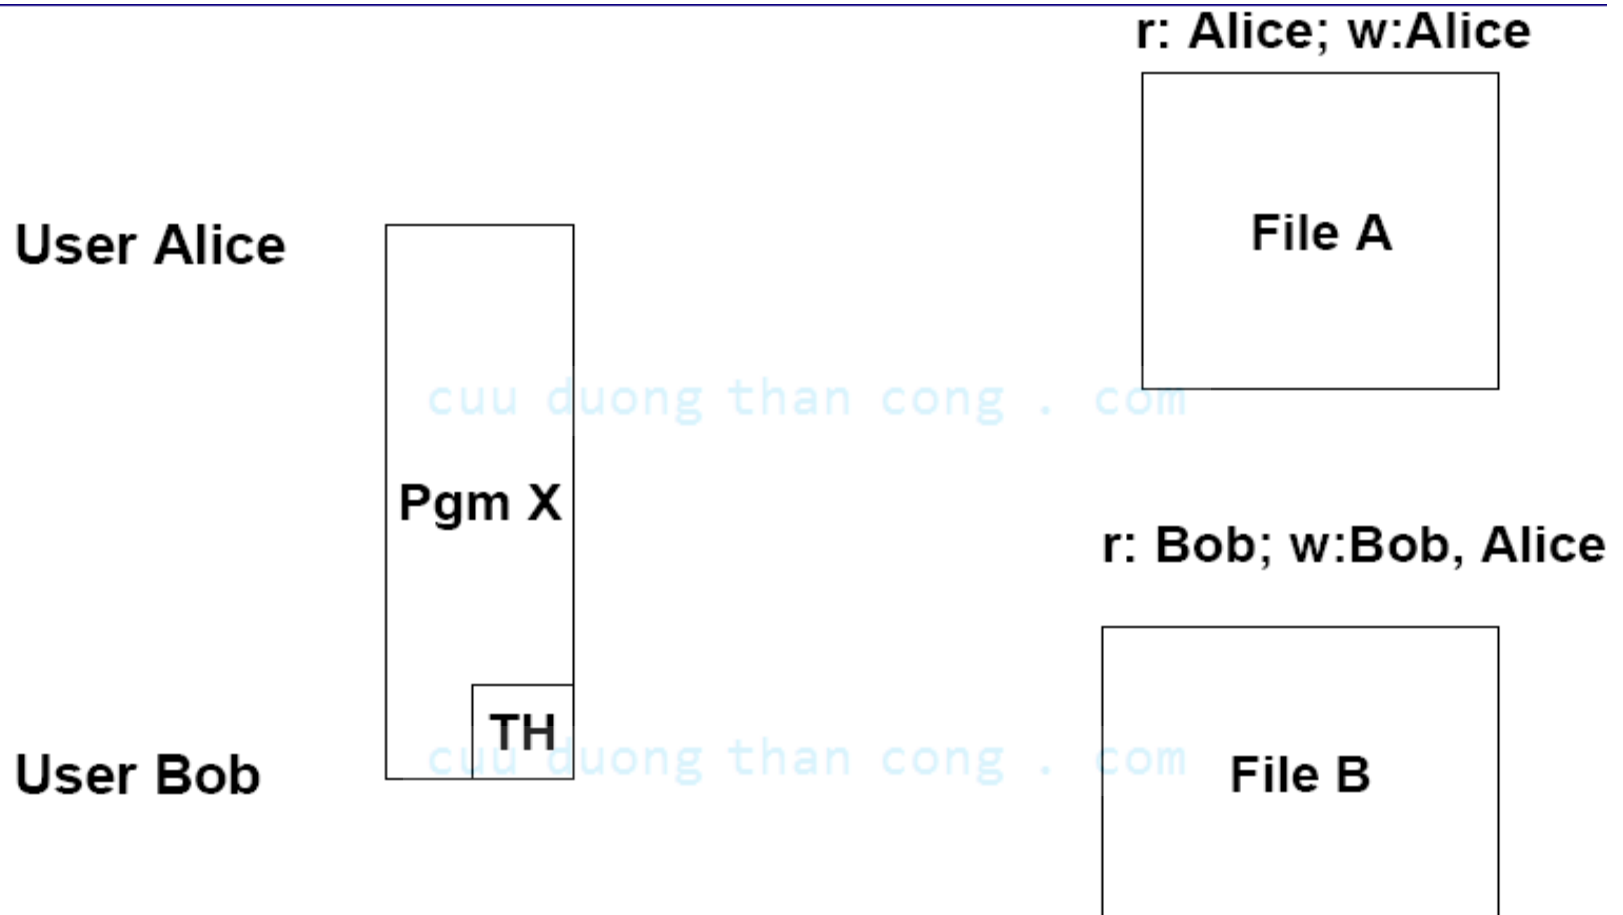 r: Alice; w:Alice
File A
User Alice
cuu duong than cong . com
Pgm X
r: Bob; w:Bob, Alice
TH
cuu duong than cong . com
User Bob
File B